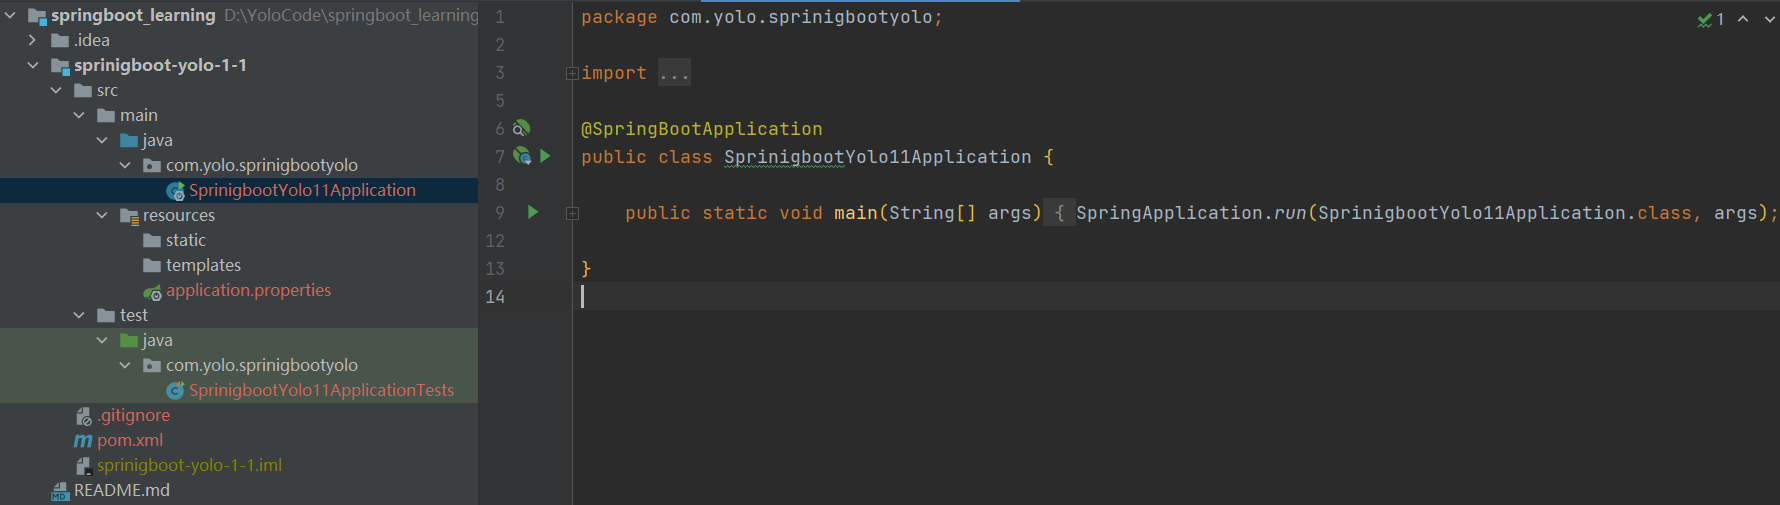 springboot_learning D:\YoloCode\springboot_learning
.idea
sprinigboot-yolo-1-1
src
main
java
com.yolo.sprinigbootyolo
SprinigbootYolo11Application
resources
static
templates
application.properties
test
java
com.yolo.sprinigbootyolo
SprinigbootYolo11ApplicationTests
.gitignore
pom.xml
sprinigboot-yolo-1-1.iml
README.md
1 package com.yolo.sprinigbootyolo;
2
3 import ...
5
6 @SpringBootApplication
7 public class SprinigbootYolo11Application {
8
9 public static void main(String[] args) { SpringApplication.run(SprinigbootYolo11Application.class, args);
12
13 }
14
1